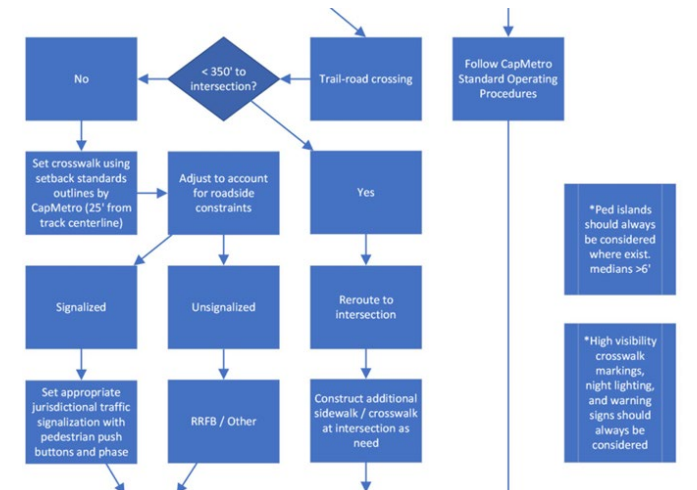 No
< 350' to
intersection?
Trail-road crossing
Follow CapMetro
Standard Operating
Procedures
Set crosswalk using
setback standards
outlines by
CapMetro (25' from
track centerline)
Adjust to account
for roadside
constraints
Yes
*Ped islands
should always
be considered
where exist.
medians >6'
Signalized
Unsignalized
Reroute to
intersection
*High visibility
crosswalk
markings,
night lighting,
and warning
signs should
always be
considered
Set appropriate
jurisdictional traffic
signalization with
pedestrian push
buttons and phase
RRFB / Other
Construct additional
sidewalk / crosswalk
at intersection as
need